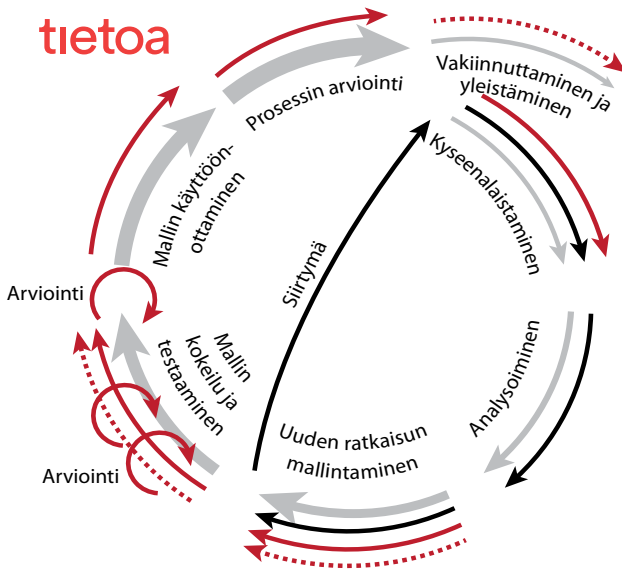 tietoa
Prosessin arviointi
Vakiinnuttaminen ja
yleistäminen
Kyseenalaistaminen
Analysoiminen
Uuden ratkaisun
mallintaminen
Siirtymä
Mallin
kokeilu ja
testaaminen
Arviointi
Arviointi
Mallin käyttöön-
ottaminen